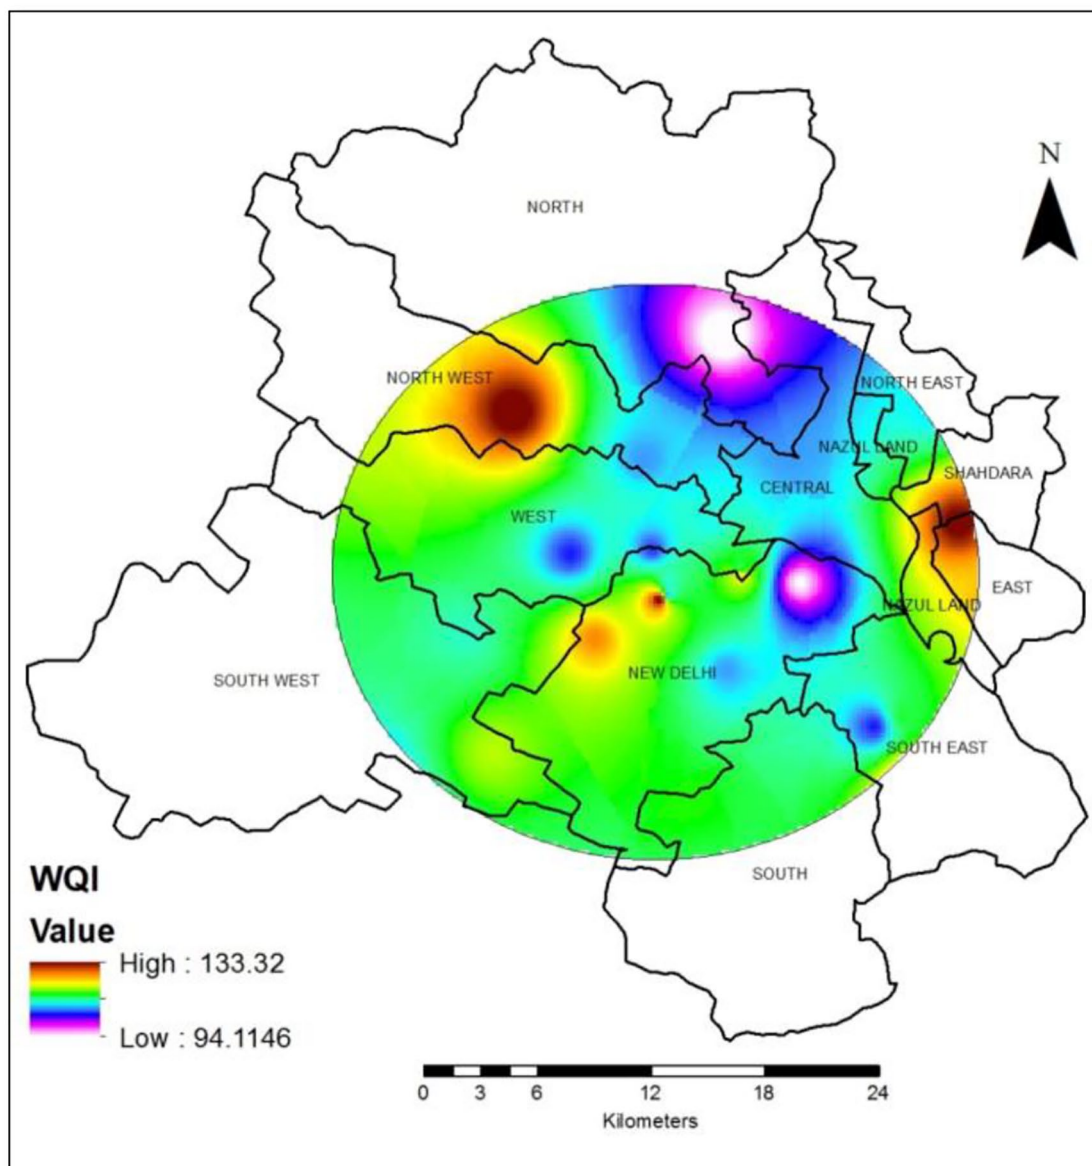 N
NORTH
NORTH WEST
NORTH EAST
NAZUL LAND
SHAHDARA
CENTRAL
WEST
EAST
NAZUL LAND
SOUTH WEST
NEW DELHI
SOUTH EAST
SOUTH
WQI
Value
High : 133.32
Low : 94.1146
0 3 6 12 18 24
Kilometers